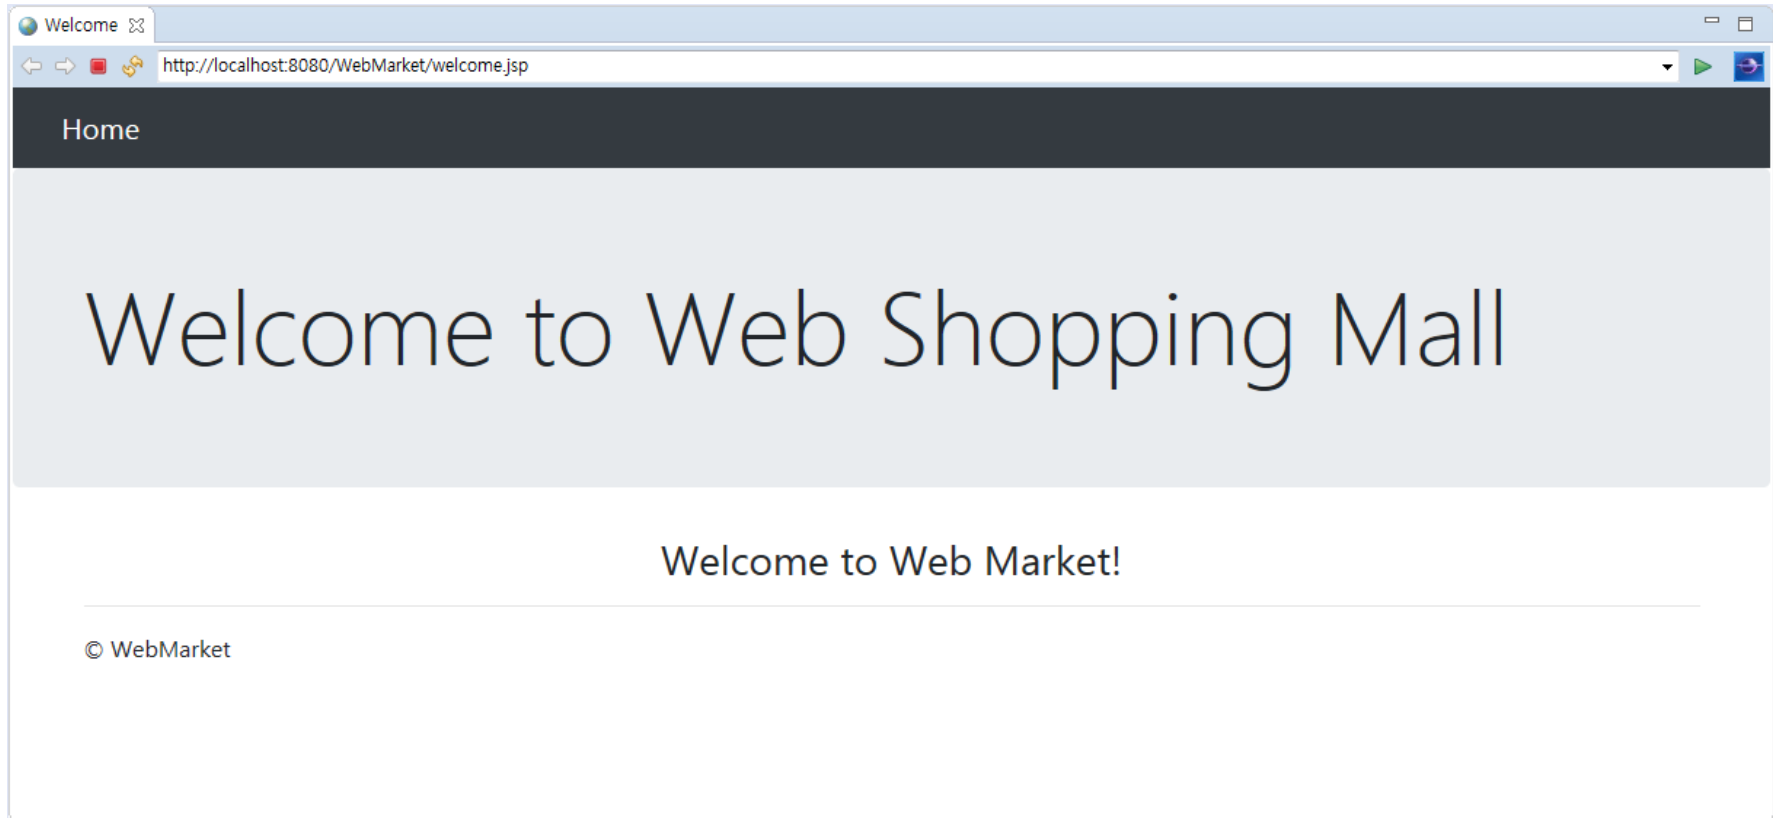 Welcome
http://localhost:8080/WebMarket/welcome.jsp
Home
Welcome to Web Shopping Mall
Welcome to Web Market!
© WebMarket